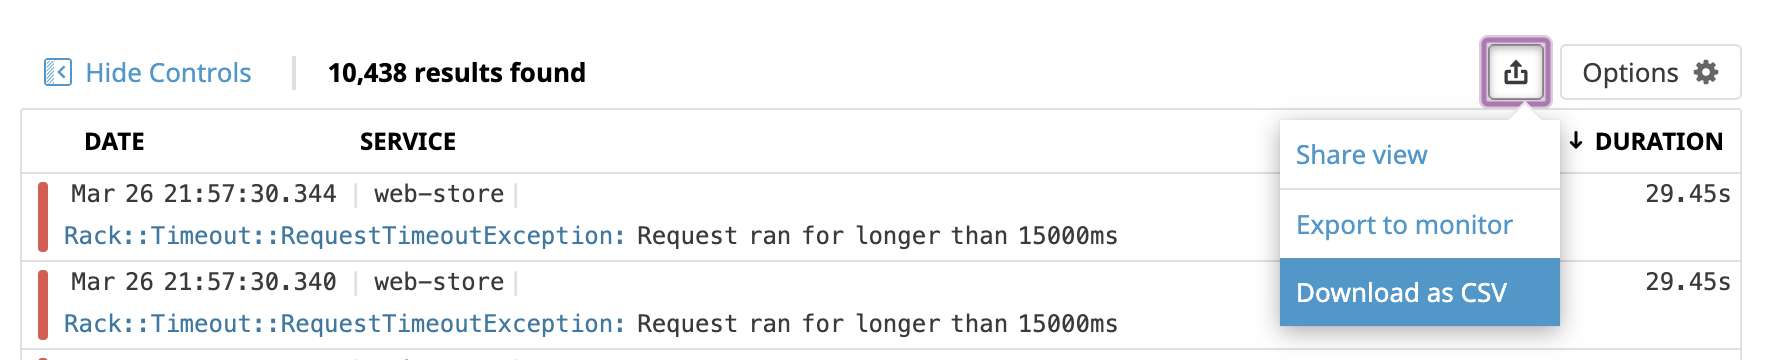 Hide Controls
10,438 results found
Options
DATE SERVICE ↓ DURATION
Mar 26 21:57:30.344 | web-store | 29.45s
Rack::Timeout::RequestTimeoutException: Request ran for longer than 15000ms
Mar 26 21:57:30.340 | web-store | 29.45s
Rack::Timeout::RequestTimeoutException: Request ran for longer than 15000ms
Share view
Export to monitor
Download as CSV